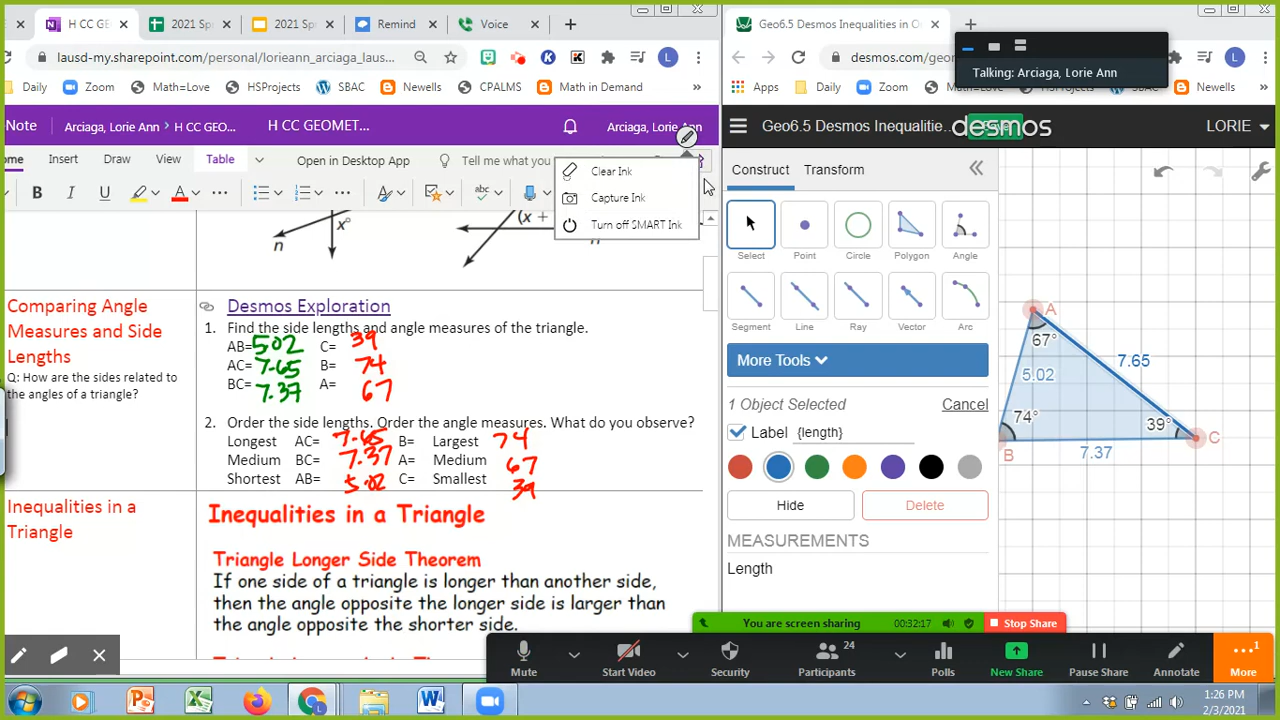 H CC G
2021 Sp
2021 Sp
Remind
Voice
lausd-my.sharepoint.com/personal/lorieann_arciaga_laus...
Daily
Zoom
Math=Love
HSProjects
SBAC
Newells
PALMS
Math in Demand
»
Note
Arciaga, Lorie Ann
H CC GEO...
H CC GEOMET...
Arciaga, Lorie Ann
ome
Insert
Draw
View
Table
Open in Desktop App
Tell me what you
B
I
U
A
abc
Clear Ink
Capture Ink
Turn off SMART Ink
n
x°
(x +
n
Comparing Angle
Measures and Side
Lengths
Q: How are the sides related to
the angles of a triangle?
Desmos Exploration
1. Find the side lengths and angle measures of the triangle.
AB= 5.02 C= 39
AC= 7.65 B= 74
BC= 7.37 A= 67
2. Order the side lengths. Order the angle measures. What do you observe?
Longest AC= 7.65 B= Largest 74
Medium BC= 7.37 A= Medium 67
Shortest AB= 5.02 C= Smallest 39
Inequalities in a
Triangle
Inequalities in a Triangle
Triangle Longer Side Theorem
If one side of a triangle is longer than another side,
then the angle opposite the longer side is larger than
the angle opposite the shorter side.
Geo6.5 Desmos Inequalities in O
Talking: Arciaga, Lorie Ann
desmos.com/geo
L
Apps
Daily
Zoom
Math=Love
HSProjects
SBAC
Newells
Geo6.5 Desmos Inequalitie...
desmos
LORIE
Construct
Transform
Select
Point
Circle
Polygon
Angle
Segment
Line
Ray
Vector
Arc
More Tools
1 Object Selected
Cancel
Label
{length}
Hide
Delete
MEASUREMENTS
Length
A
67°
7.65
5.02
74°
39°
C
B
7.37
You are screen sharing
00:32:17
Stop Share
Mute
Start Video
Security
24
Participants
Polls
New Share
Pause Share
Annotate
1
More
1:26 PM
2/3/2021